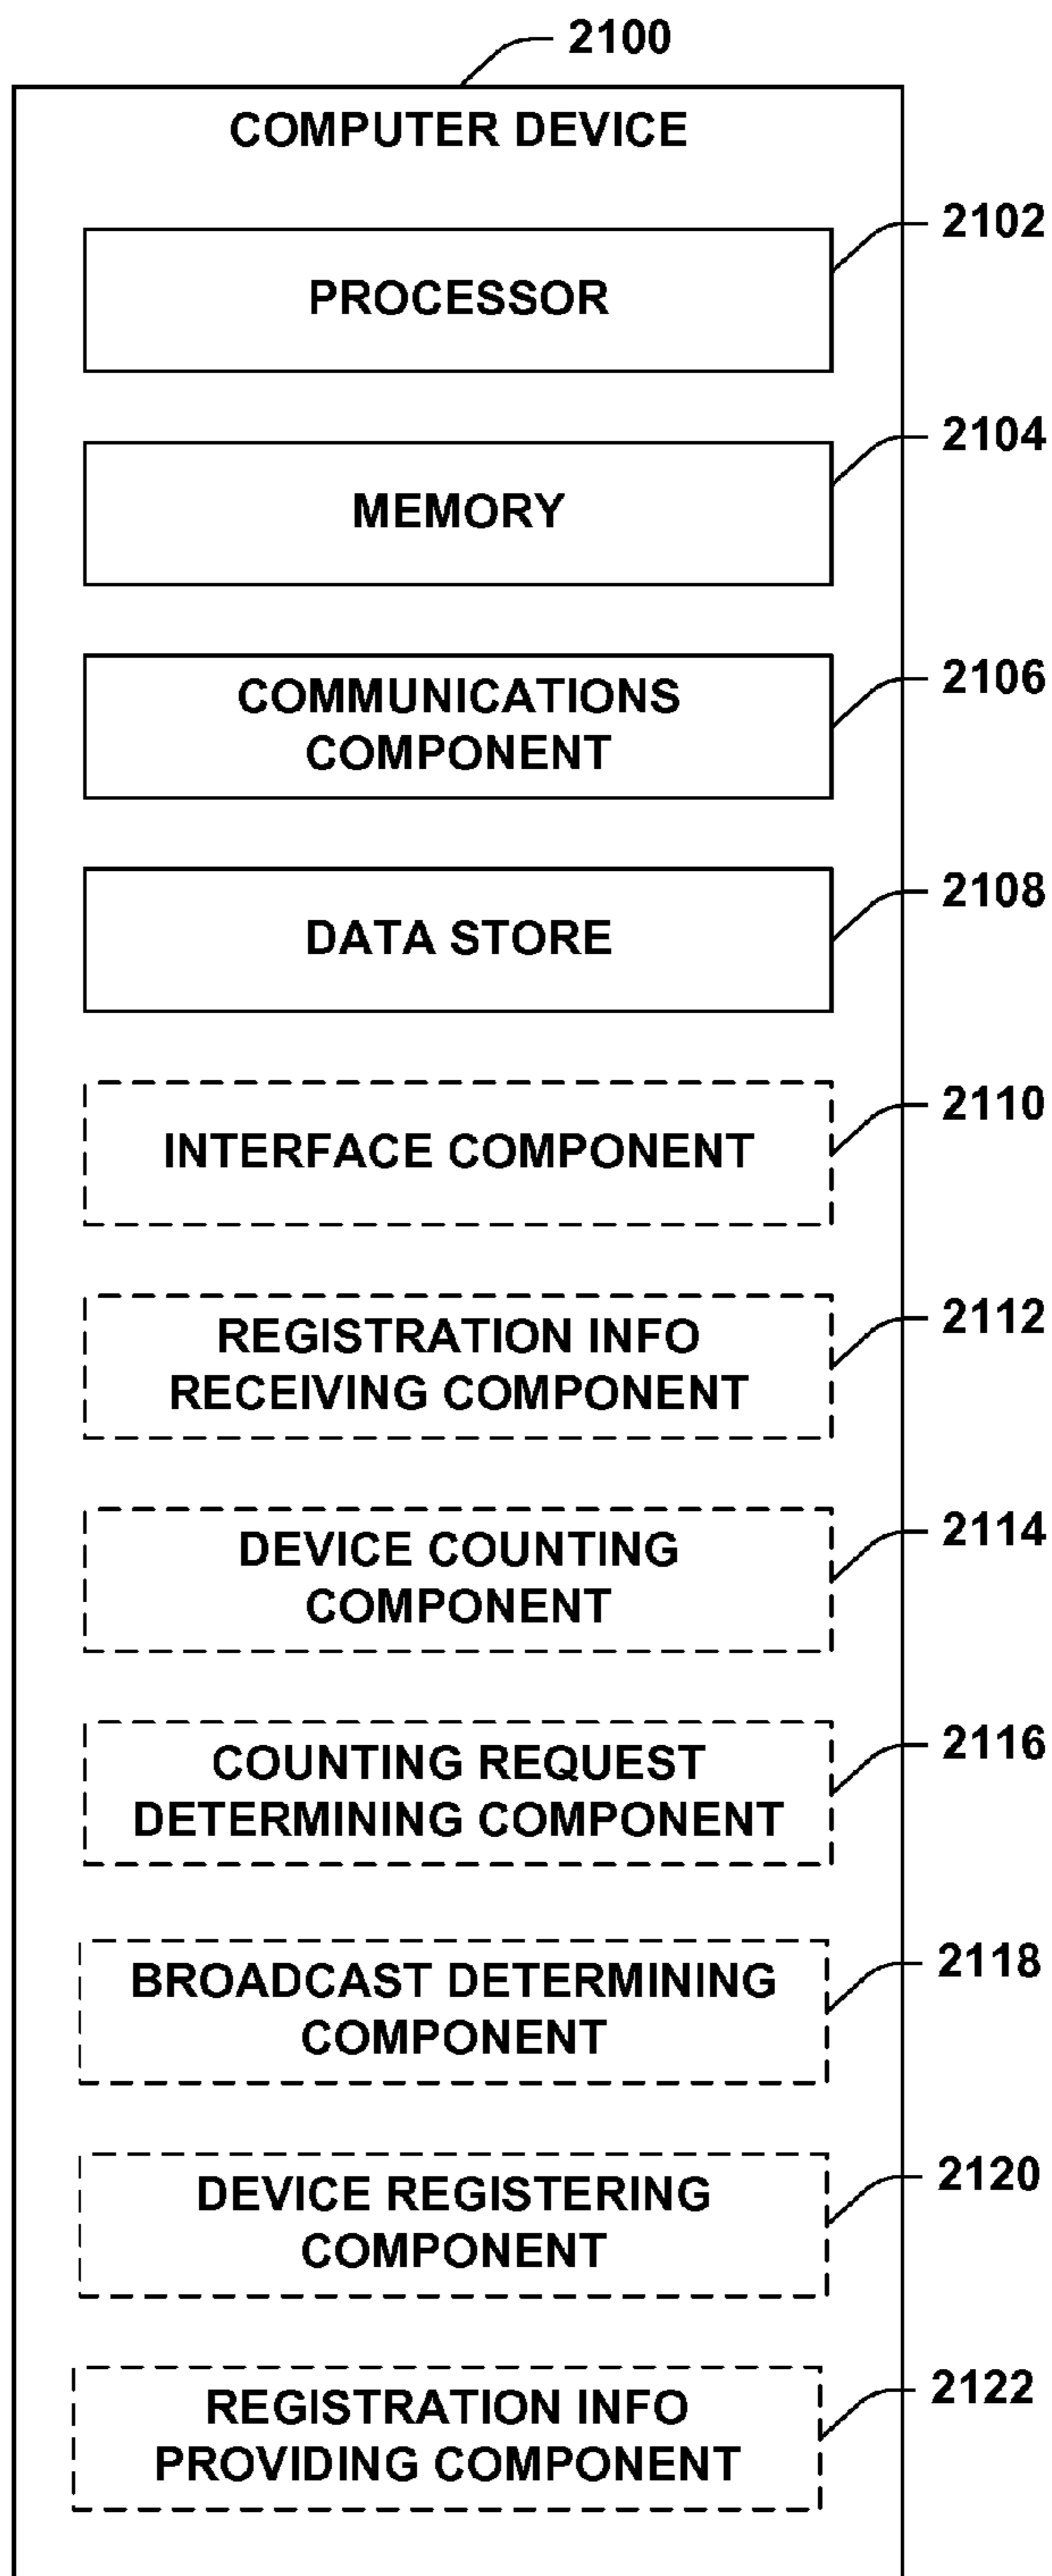 2100
COMPUTER DEVICE
2102
PROCESSOR
2104
MEMORY
2106
COMMUNICATIONS
COMPONENT
2108
DATA STORE
2110
INTERFACE COMPONENT
2112
REGISTRATION INFO
RECEIVING COMPONENT
2114
DEVICE COUNTING
COMPONENT
2116
COUNTING REQUEST
DETERMINING COMPONENT
2118
BROADCAST DETERMINING
COMPONENT
2120
DEVICE REGISTERING
COMPONENT
2122
REGISTRATION INFO
PROVIDING COMPONENT